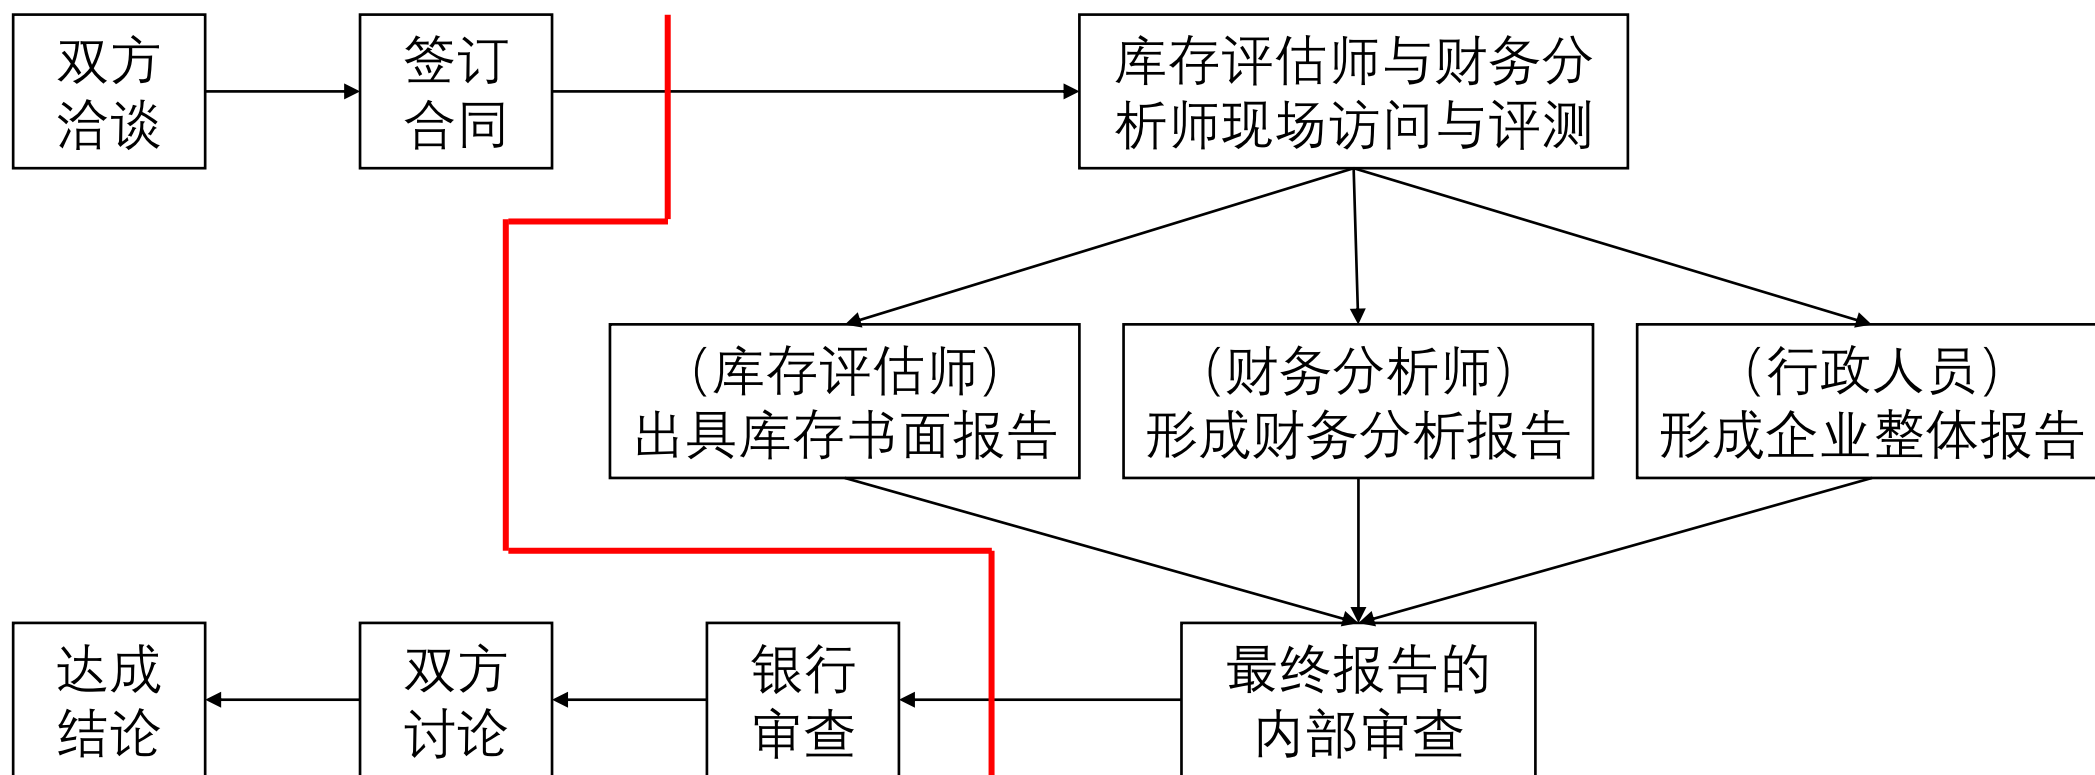 双方
洽谈
签订
合同
库存评估师与财务分
析师现场访问与评测
（库存评估师）
出具库存书面报告
（财务分析师）
形成财务分析报告
（行政人员）
形成企业整体报告
达成
结论
双方
讨论
银行
审查
最终报告的
内部审查